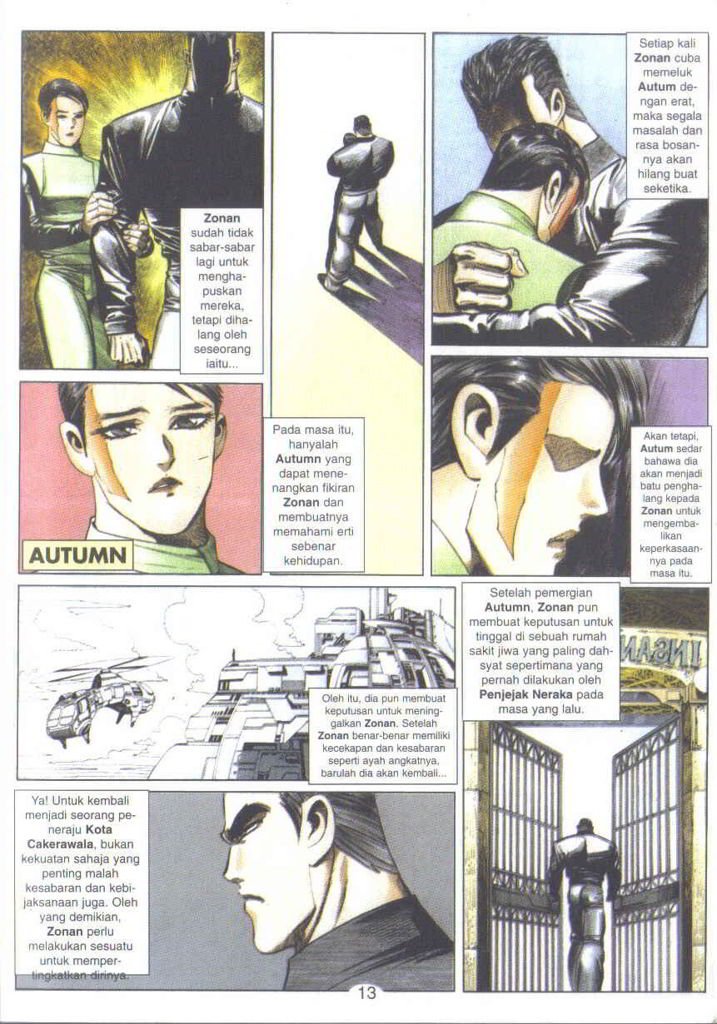 Zonan
sudah tidak
sabar-sabar
lagi untuk
mengha-
puskan
mereka,
tetapi diha-
lang oleh
seseorang
iaitu...
Setiap kali
Zonan cuba
memeluk
Autum de-
ngan erat,
maka segala
masalah dan
rasa bosan-
nya akan
hilang buat
seketika.
AUTUMN
Pada masa itu,
hanyalah
Autumn yang
dapat mene-
nangkan fikiran
Zonan dan
membuatnya
memahami erti
sebenar
kehidupan.
Akan tetapi,
Autum sedar
bahawa dia
akan menjadi
batu pengha-
lang kepada
Zonan untuk
mengemba-
likan
keperkasaan-
nya pada
masa itu.
Oleh itu, dia pun membuat
keputusan untuk mening-
galkan Zonan. Setelah
Zonan benar-benar memiliki
kecekapan dan kesabaran
seperti ayah angkatnya,
barulah dia akan kembali...
Setelah pemergian
Autumn, Zonan pun
membuat keputusan untuk
tinggal di sebuah rumah
sakit jiwa yang paling dah-
syat sepertimana yang
pernah dilakukan oleh
Penjejak Neraka pada
masa yang lalu.
Ya! Untuk kembali
menjadi seorang pe-
neraju Kota
Cakerawala, bukan
kekuatan sahaja yang
penting malah
kesabaran dan kebi-
jaksanaan juga. Oleh
yang demikian,
Zonan perlu
melakukan sesuatu
untuk memper-
tingkatkan dirinya.
13